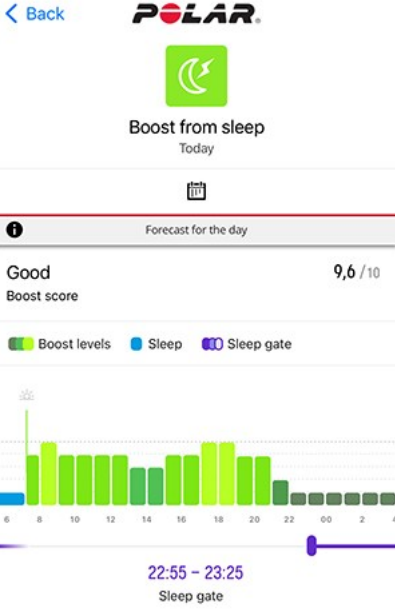 Back
POLAR
Boost from sleep
Today
Forecast for the day
Good 9,6 /10
Boost score
Boost levels Sleep Sleep gate
6 8 10 12 14 16 18 20 22 00 2 4
22:55 – 23:25
Sleep gate